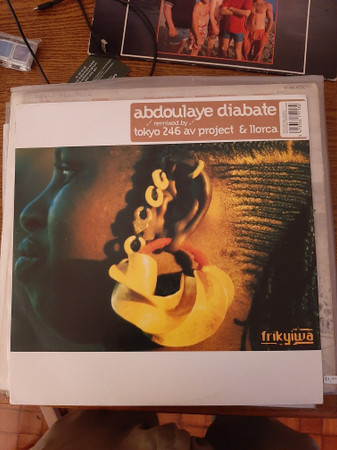 abdoulaye diabate
remixed by
tokyo 246 av project & llorca
frikyiwa